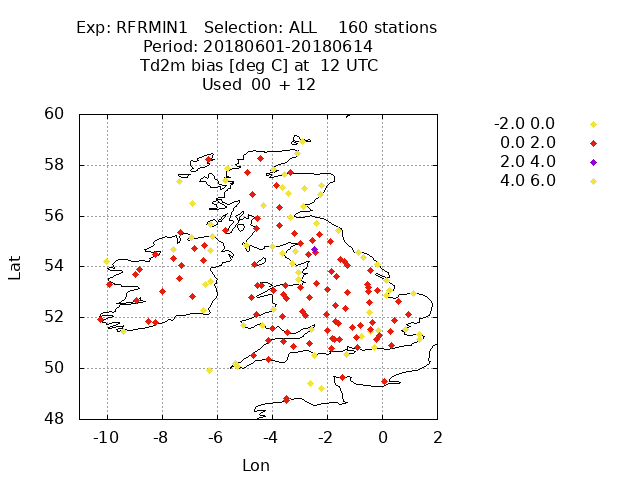 Exp: RFRMIN1 Selection: ALL 160 stations
Period: 20180601-20180614
Td2m bias [deg C] at 12 UTC
Used 00 + 12
-2.0 0.0
0.0 2.0
2.0 4.0
4.0 6.0
60
58
56
54
52
50
48
Lat
-10 -8 -6 -4 -2 0 2
Lon